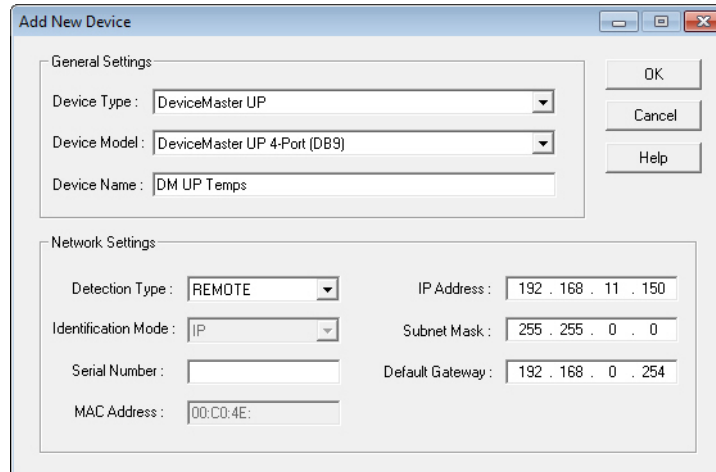 Add New Device
General Settings
Device Type : DeviceMaster UP
Device Model : DeviceMaster UP 4-Port (DB9)
Device Name : DM UP Temps
OK
Cancel
Help
Network Settings
Detection Type : REMOTE
Identification Mode : IP
Serial Number :
MAC Address : 00:C0:4E:
IP Address : 192 . 168 . 11 . 150
Subnet Mask : 255 . 255 . 0 . 0
Default Gateway : 192 . 168 . 0 . 254